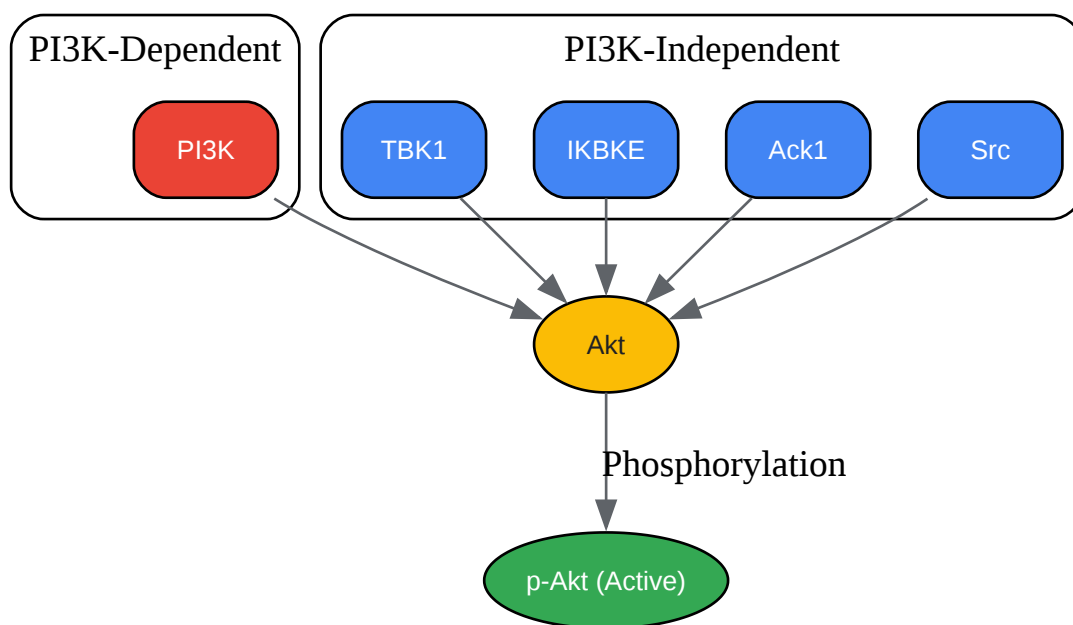 PI3K-Dependent
PI3K-Independent
PI3K
TBK1
IKBKE
Ack1
Src
Akt
Phosphorylation
p-Akt (Active)